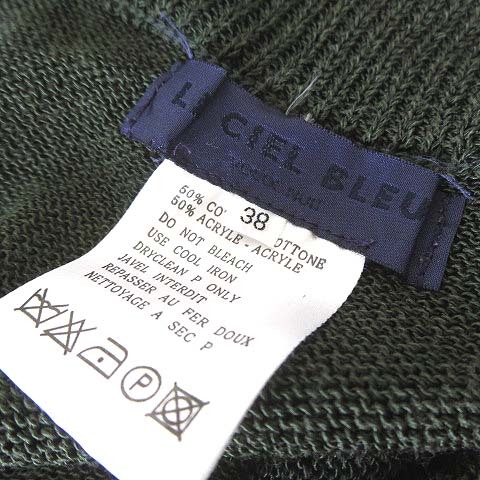 LE CIEL BLEU
38
50% CO OTTONE
50% ACRYLE - ACRYLE
DO NOT BLEACH
USE COOL IRON
DRYCLEAN P ONLY
JAVEL INTERDIT
REPASSER AU FER DOUX
NETTOYAGE A SEC P
P